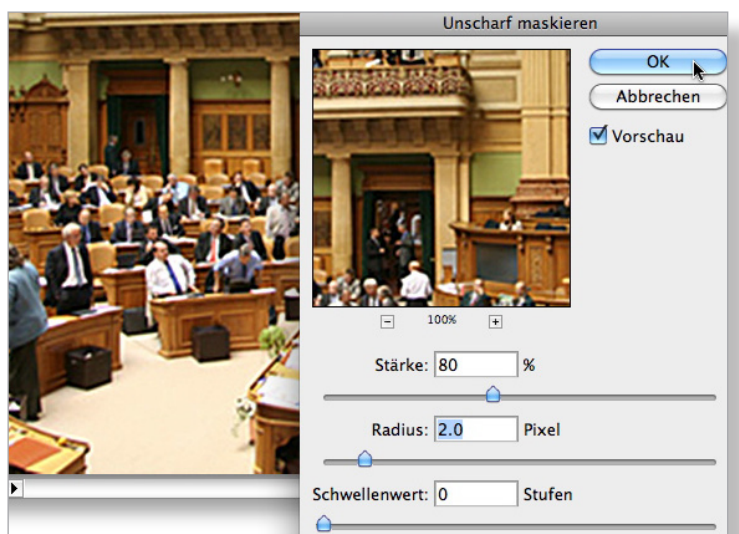 Unscharf maskieren
OK
Abbrechen
Vorschau
100%
Stärke: 80 %
Radius: 2.0 Pixel
Schwellenwert: 0 Stufen